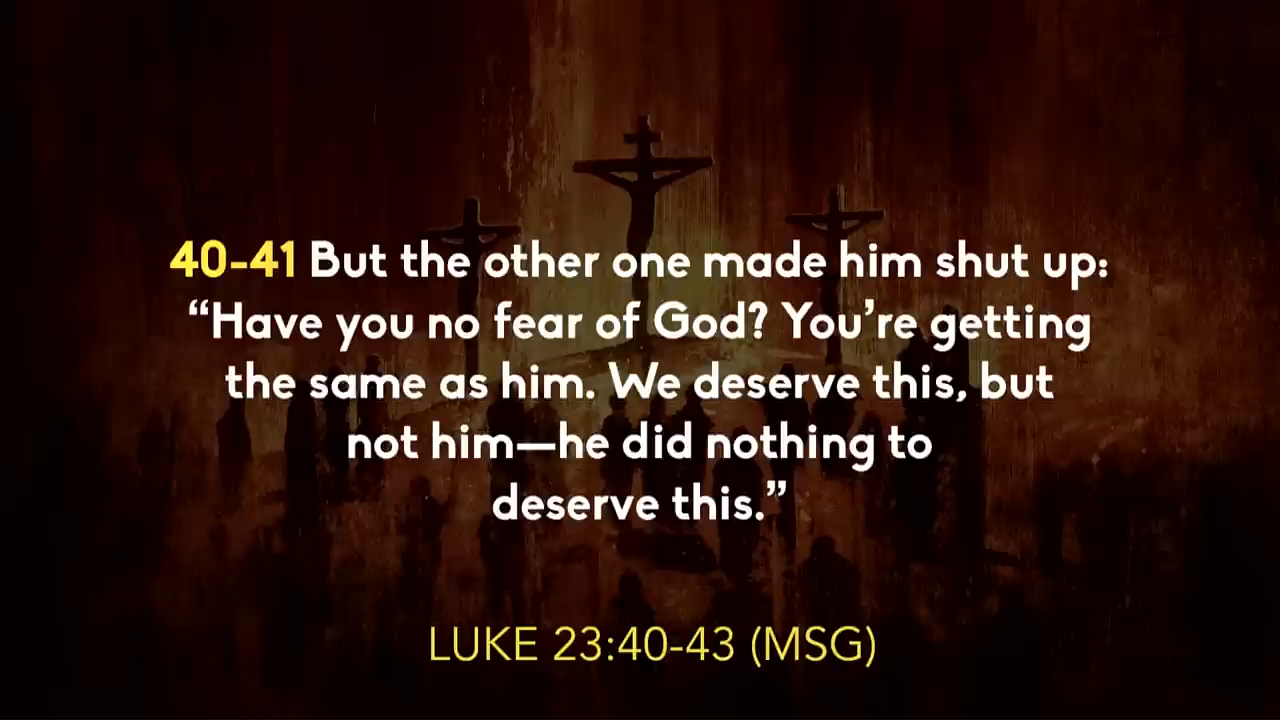 40-41 But the other one made him shut up:
“Have you no fear of God? You’re getting
the same as him. We deserve this, but
not him—he did nothing to
deserve this.”
LUKE 23:40-43 (MSG)